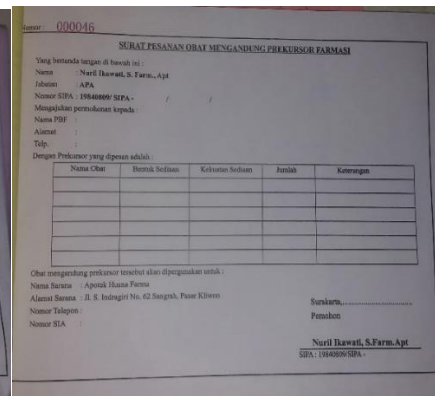 Nomor : 000046
SURAT PESANAN OBAT MENGANDUNG PREKURSOR FARMASI
Yang bertanda tangan di bawah ini :
Nama : Nuril Ikawati, S. Farm., Apt
Jabatan : APA
Nomor SIPA : 19840809/ SIPA - / /
Mengajukan permohonan kepada :
Nama PBF :
Alamat :
Telp. :
Dengan Prekursor yang dipesan adalah :
Nama Obat Bentuk Sediaan Kekuatan Sediaan Jumlah Keterangan
Obat mengandung prekursor tersebut akan dipergunakan untuk :
Nama Sarana : Apotek Husna Farma
Alamat Sarana : Jl. S. Indragiri No. 62 Sangrah, Pasar Kliwon
Nomor Telepon :
Nomor SIA :
Surakarta,....................................
Pemohon
Nuril Ikawati, S.Farm.Apt
SIPA : 19840809/SIPA -